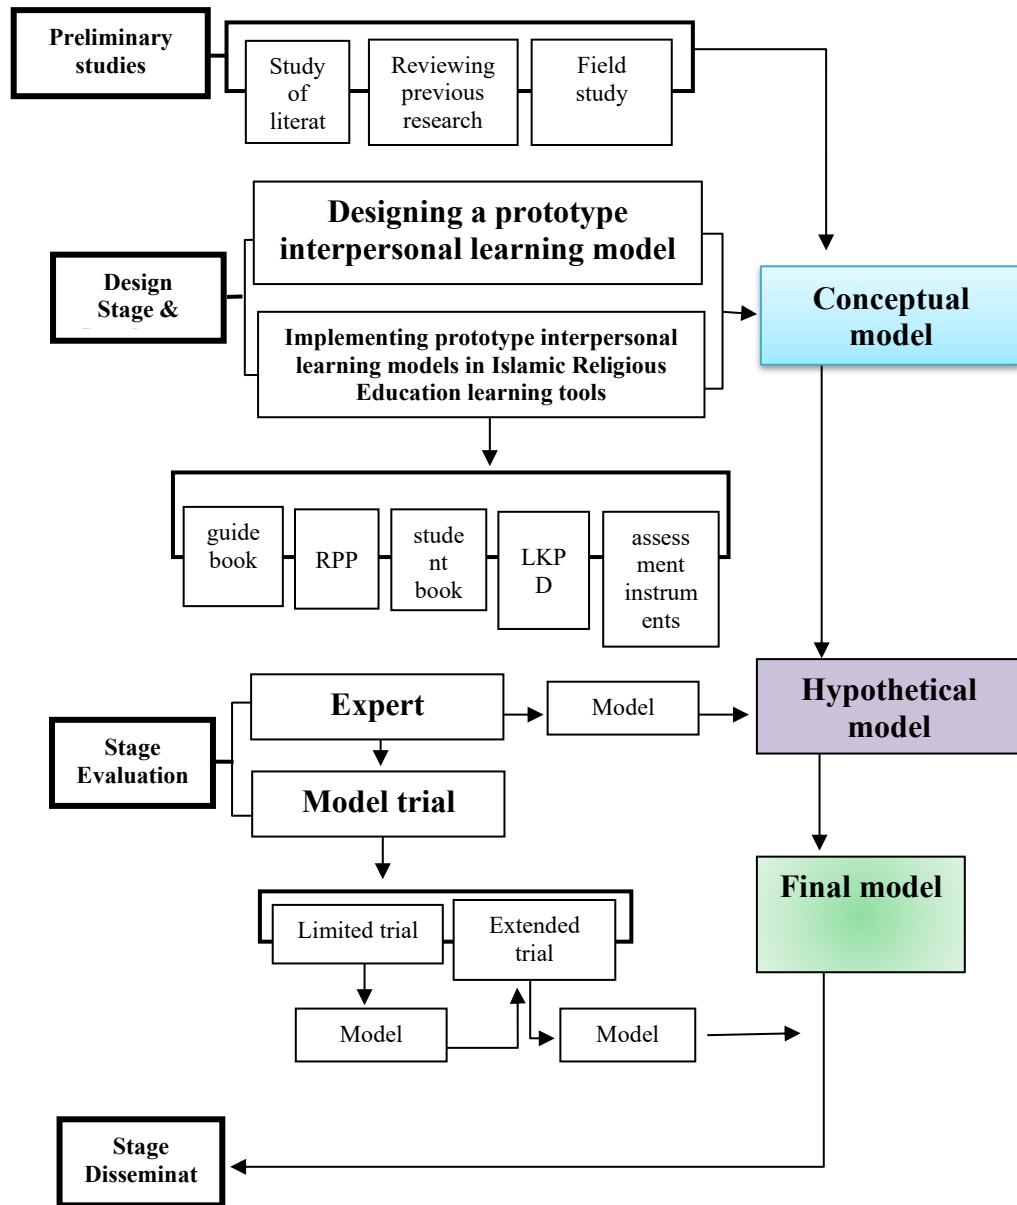 Preliminary
studies
Study
of
literat
Reviewing
previous
research
Field
study
Designing a prototype
interpersonal learning model
Design
Stage &
Implementing prototype interpersonal
learning models in Islamic Religious
Education learning tools
Conceptual
model
guide
book
RPP
stude
nt
book
LKP
D
assess
ment
instrum
ents
Expert
Model
Hypothetical
model
Stage
Evaluation
Model trial
Final model
Limited trial
Extended
trial
Model
Model
Stage
Disseminat